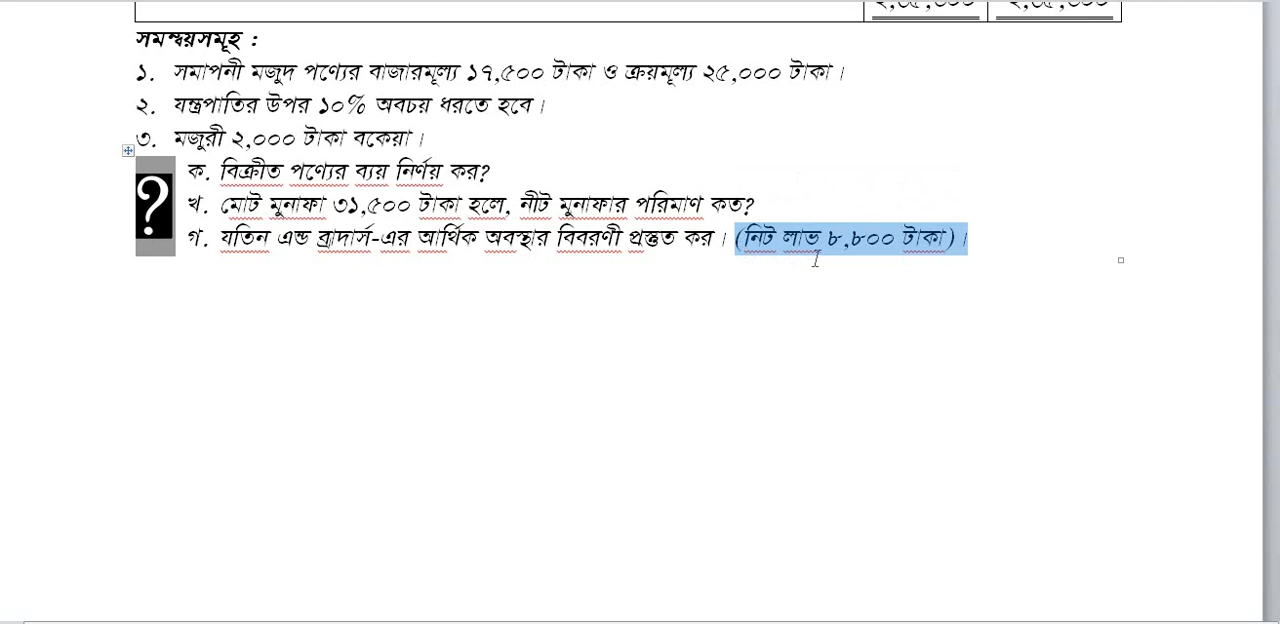 সমন্বয়সমূহ :
১. সমাপনী মজুদ পণ্যের বাজারমূল্য ১৭,৫০০ টাকা ও ক্রয়মূল্য ২৫,০০০ টাকা।
২. যন্ত্রপাতির উপর ১০% অবচয় ধরতে হবে।
৩. মজুরী ২,০০০ টাকা বকেয়া।
?
ক. বিক্রীত পণ্যের ব্যয় নির্ণয় কর?
খ. মোট মুনাফা ৩১,৫০০ টাকা হলে, নীট মুনাফার পরিমাণ কত?
গ. যতিন এন্ড ব্রাদার্স-এর আর্থিক অবস্থার বিবরণী প্রস্তুত কর। (নিট লাভ ৮,৮০০ টাকা)।